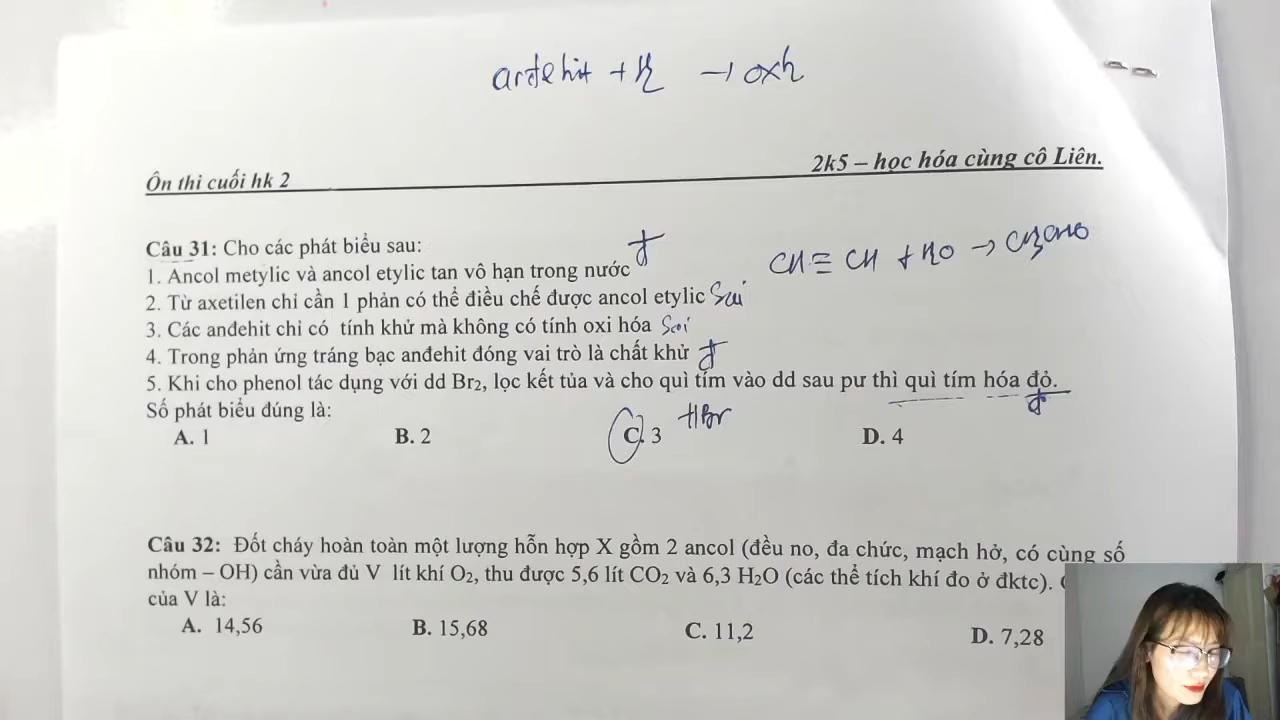 anđehit + H₂ → oxh
Ôn thi cuối hk 2
2k5 – học hóa cùng cô Liên.
Câu 31: Cho các phát biểu sau:
1. Ancol metylic và ancol etylic tan vô hạn trong nước đ
CH≡CH + H₂O → CH₃CHO
2. Từ axetilen chỉ cần 1 phản có thể điều chế được ancol etylic Sai
3. Các anđehit chỉ có tính khử mà không có tính oxi hóa Sai
4. Trong phản ứng tráng bạc anđehit đóng vai trò là chất khử đ
5. Khi cho phenol tác dụng với dd Br₂, lọc kết tủa và cho quì tím vào dd sau pư thì quì tím hóa đỏ. đ
Số phát biểu đúng là:
A. 1 B. 2 C. 3 HBr D. 4
Câu 32: Đốt cháy hoàn toàn một lượng hỗn hợp X gồm 2 ancol (đều no, đa chức, mạch hở, có cùng số
nhóm – OH) cần vừa đủ V lít khí O₂, thu được 5,6 lít CO₂ và 6,3 H₂O (các thể tích khí đo ở đktc).
của V là:
A. 14,56 B. 15,68 C. 11,2 D. 7,28